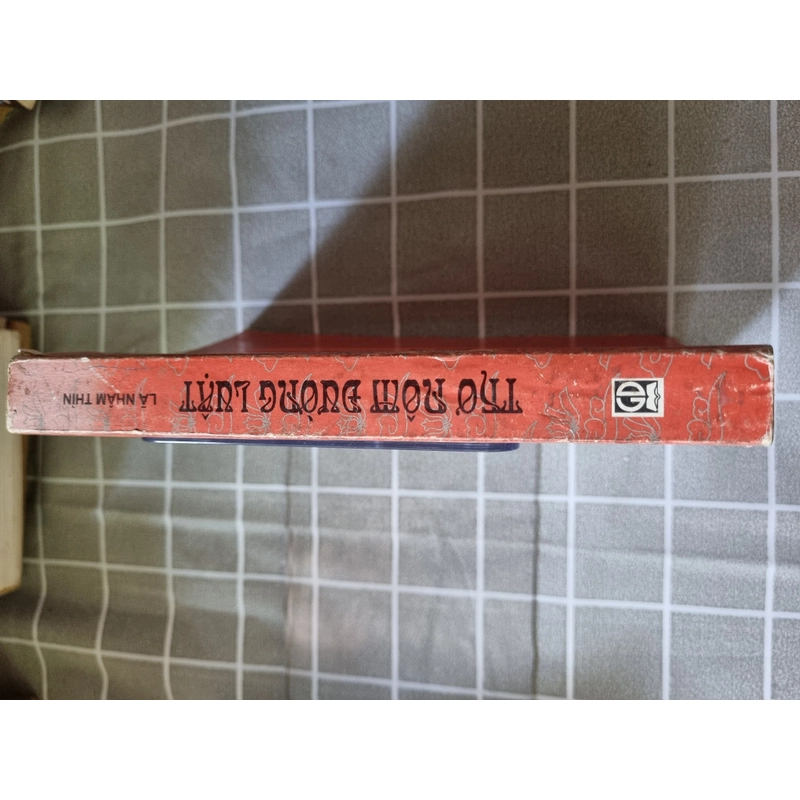 THƠ NÔM ĐƯỜNG LUẬT
LÃ NHÂM THÌN